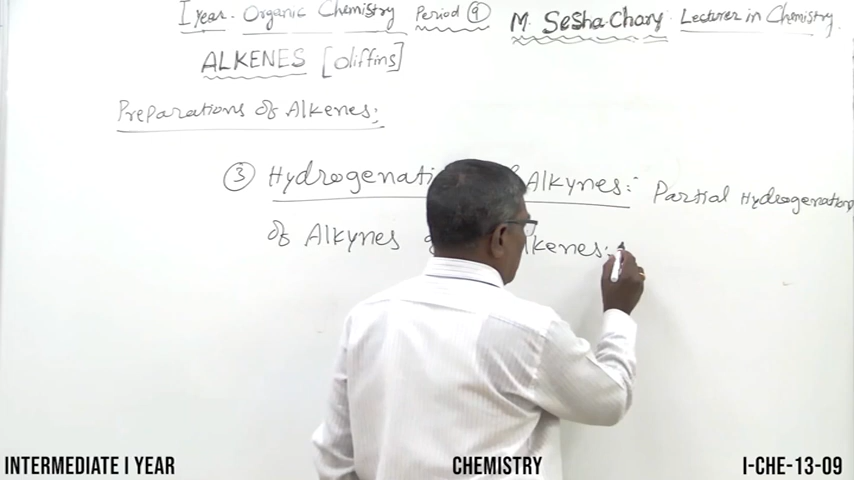 I year. Organic Chemistry Period 9 M. Sesha Chary Lecturer in Chemistry.
ALKENES [oliffins]
Preparations of Alkenes:
3 Hydrogenati Alkynes:- Partial Hydrogenation
of Alkynes lkenes:
INTERMEDIATE I YEAR CHEMISTRY I-CHE-13-09